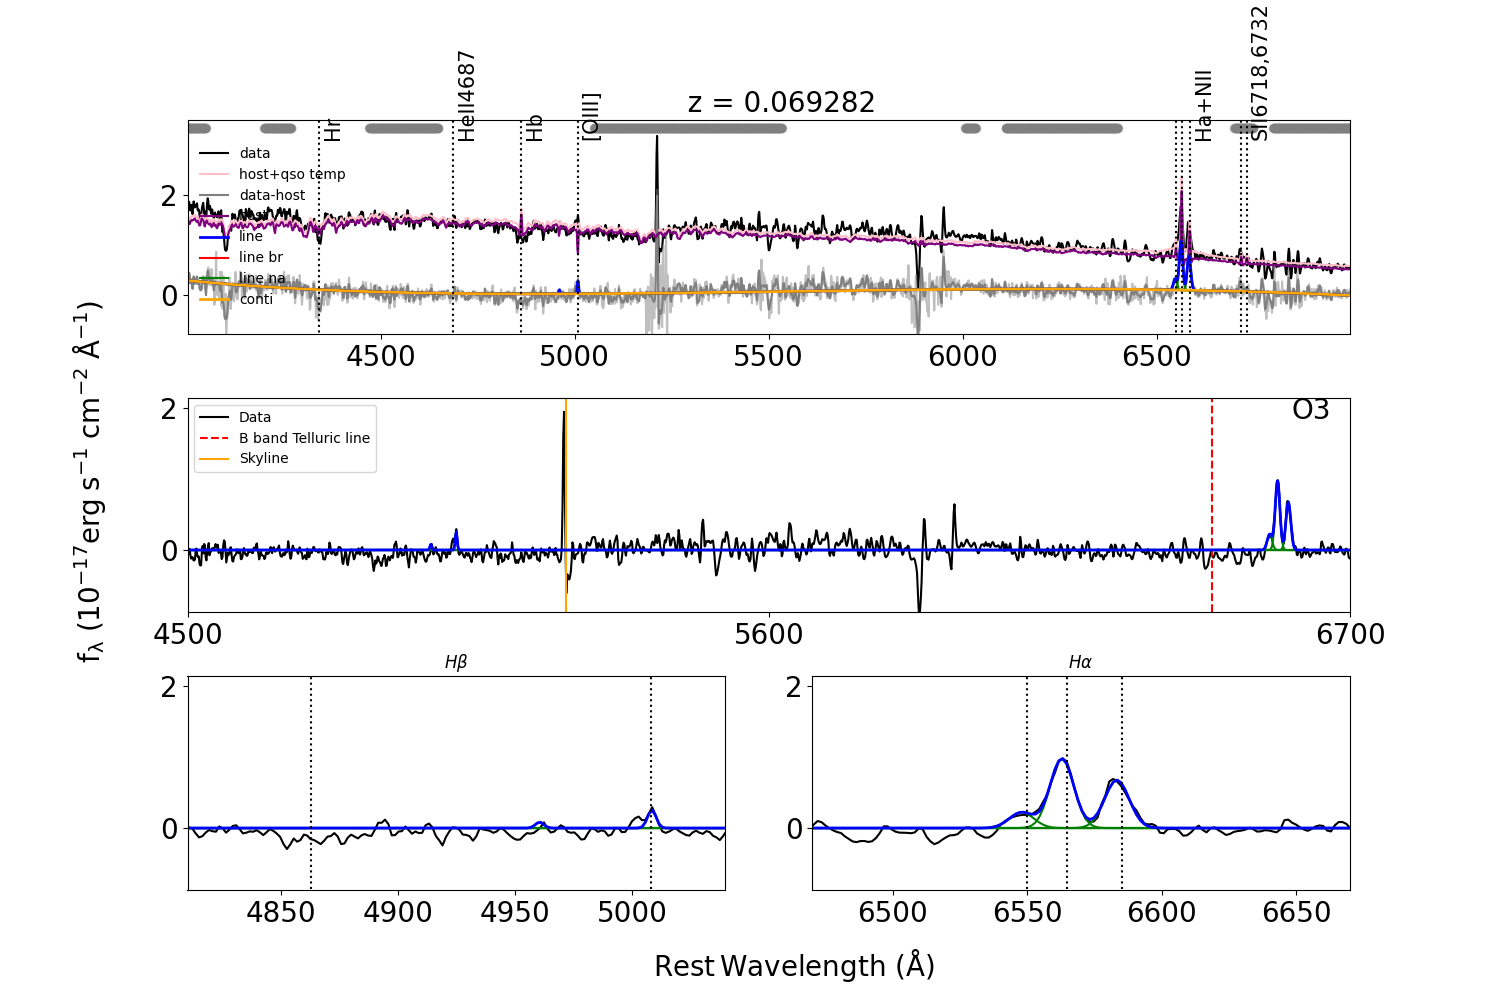 z = 0.069282
Hr
HeII4687
Hb
[OIII]
Ha+NII
SII6718,6732
data
host+qso temp
data-host
host
line
line br
line na
conti
2
0
4500 5000 5500 6000 6500
fλ (10⁻¹⁷erg s⁻¹ cm⁻² Å⁻¹)
O3
Data
B band Telluric line
Skyline
2
0
4500 5600 6700
Hβ
2
0
4850 4900 4950 5000
Hα
2
0
6500 6550 6600 6650
Rest Wavelength (Å)